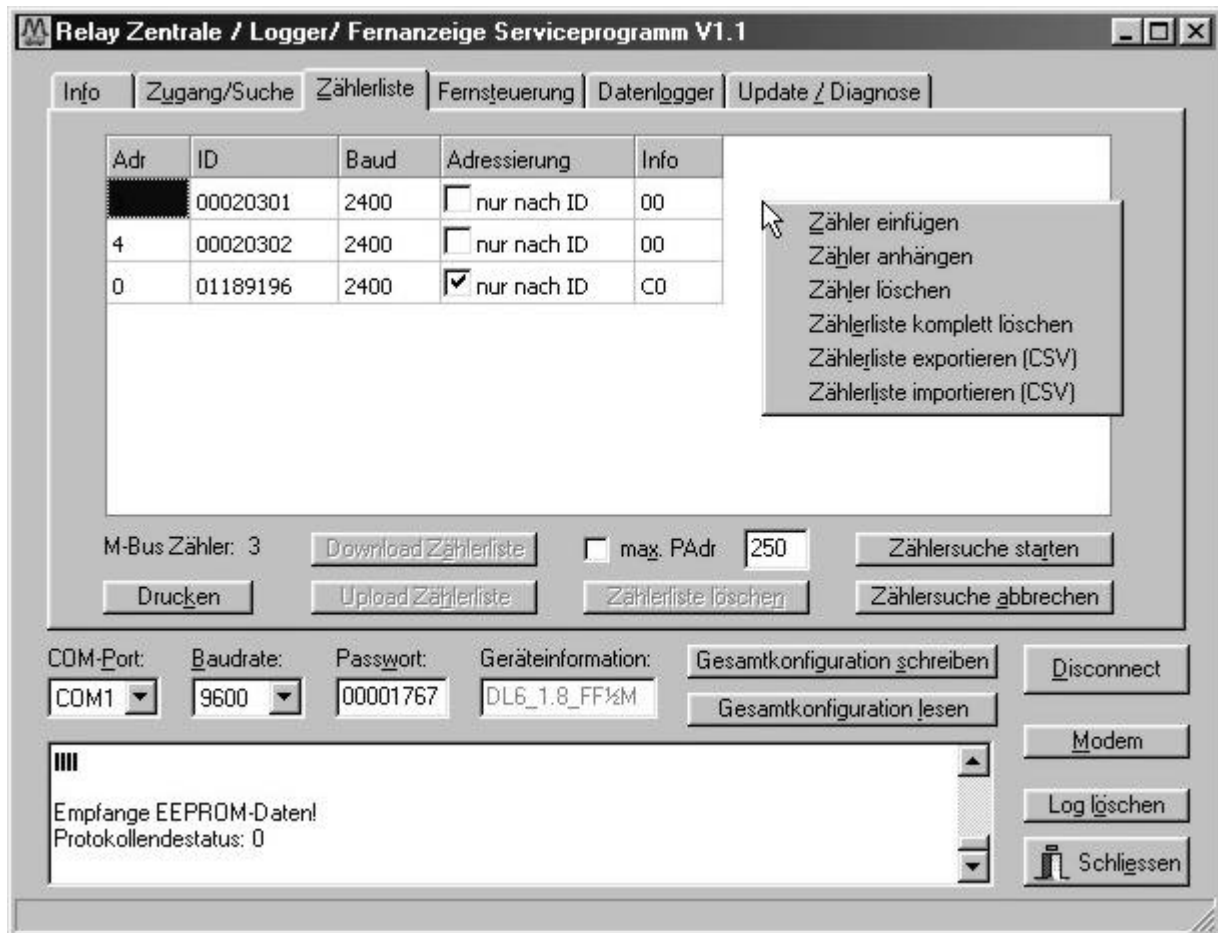 Relay Zentrale / Logger/ Fernanzeige Serviceprogramm V1.1
Info Zugang/Suche Zählerliste Fernsteuerung Datenlogger Update / Diagnose
Adr ID Baud Adressierung Info
00020301 2400 nur nach ID 00
4 00020302 2400 nur nach ID 00
0 01189196 2400 nur nach ID C0
Zähler einfügen
Zähler anhängen
Zähler löschen
Zählerliste komplett löschen
Zählerliste exportieren (CSV)
Zählerliste importieren (CSV)
M-Bus Zähler: 3 Download Zählerliste max. PAdr 250 Zählersuche starten
Drucken Upload Zählerliste Zählerliste löschen Zählersuche abbrechen
COM-Port: Baudrate: Passwort: Geräteinformation: Gesamtkonfiguration schreiben Disconnect
COM1 9600 00001767 DL6_1.8_FF½M Gesamtkonfiguration lesen
Modem
IIII
Empfange EEPROM-Daten!
Protokollendestatus: 0
Log löschen
Schliessen